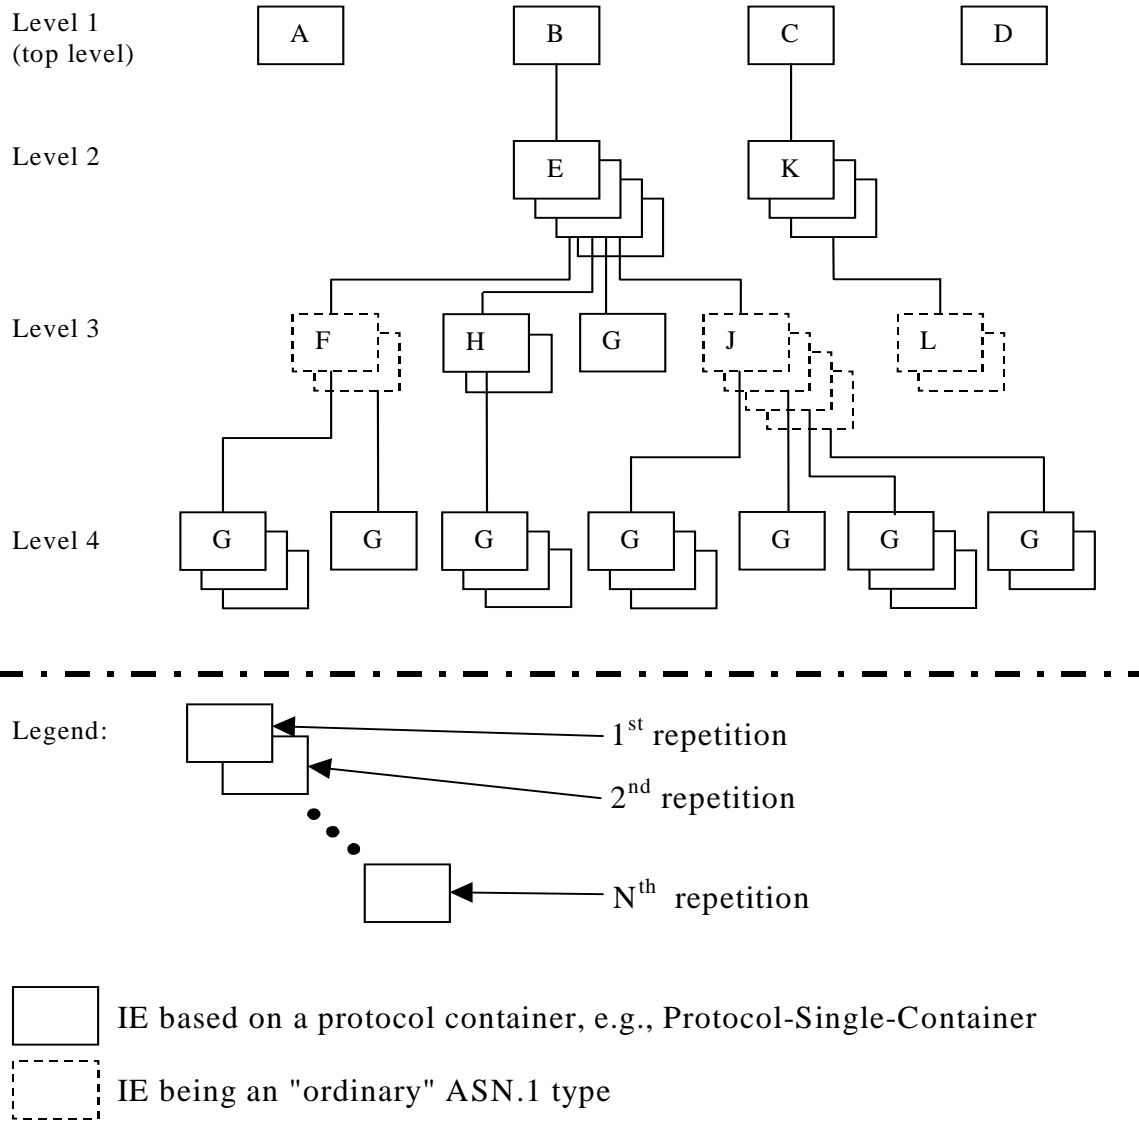 Level 1
(top level)
A B C D
Level 2
E K
Level 3
F H G J L
Level 4
G G G G G G G
Legend:
1st repetition
2nd repetition
Nth repetition
IE based on a protocol container, e.g., Protocol-Single-Container
IE being an "ordinary" ASN.1 type